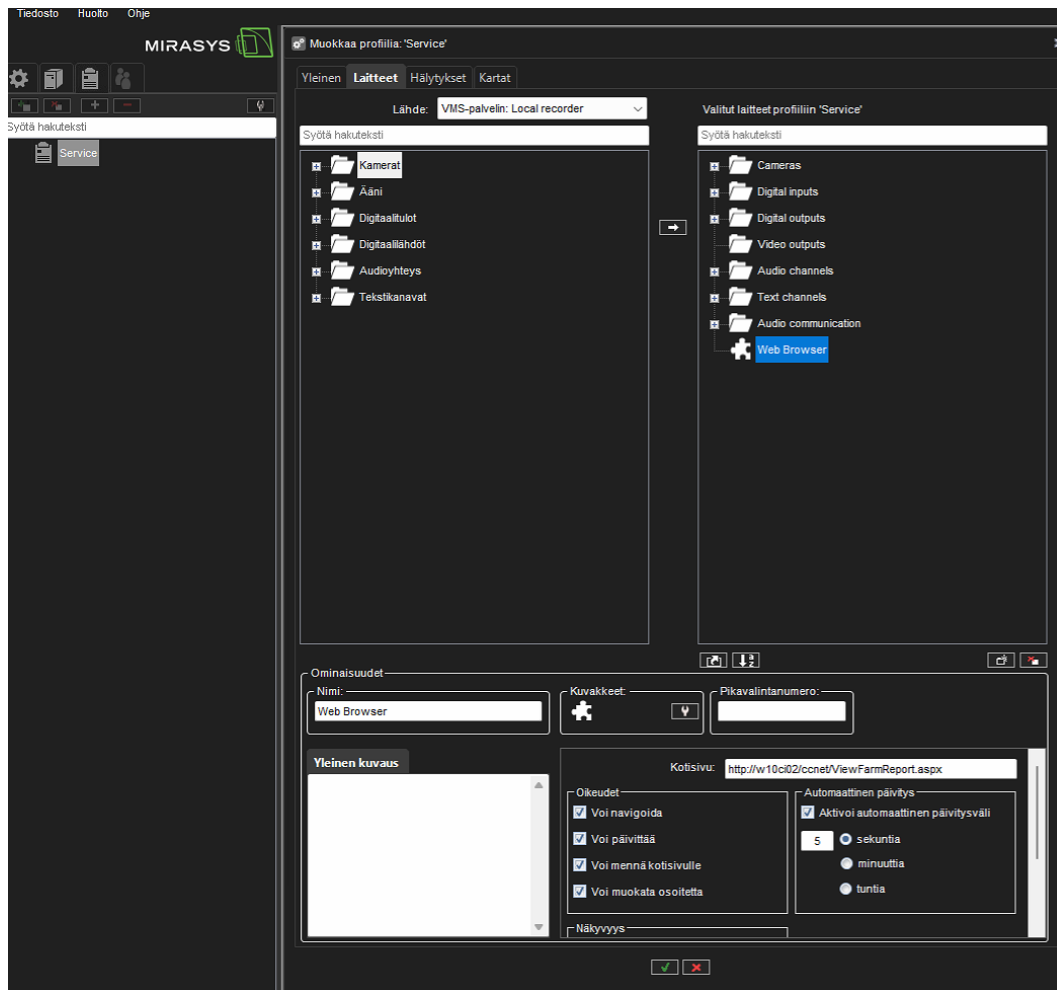 Tiedosto Huolto Ohje
MIRASYS
Muokkaa profiilia: 'Service'
Yleinen Laitteet Hälytykset Kartat
Lähde: VMS-palvelin: Local recorder
Valitut laitteet profiiliin 'Service'
Syötä hakuteksti
Syötä hakuteksti
Syötä hakuteksti
Service
Kamerat
Ääni
Digitaalitulot
Digitaalilähdöt
Audioyhteys
Tekstikanavat
Cameras
Digital inputs
Digital outputs
Video outputs
Audio channels
Text channels
Audio communication
Web Browser
Ominaisuudet
Nimi:
Web Browser
Kuvakkeet:
Pikavalintanumero:
Yleinen kuvaus
Kotisivu: http://w10ci02/ccnet/ViewFarmReport.aspx
Oikeudet
Voi navigoida
Voi päivittää
Voi mennä kotisivulle
Voi muokata osoitetta
Automaattinen päivitys
Aktivoi automaattinen päivitysväli
5 sekuntia
minuuttia
tuntia
Näkyvyys